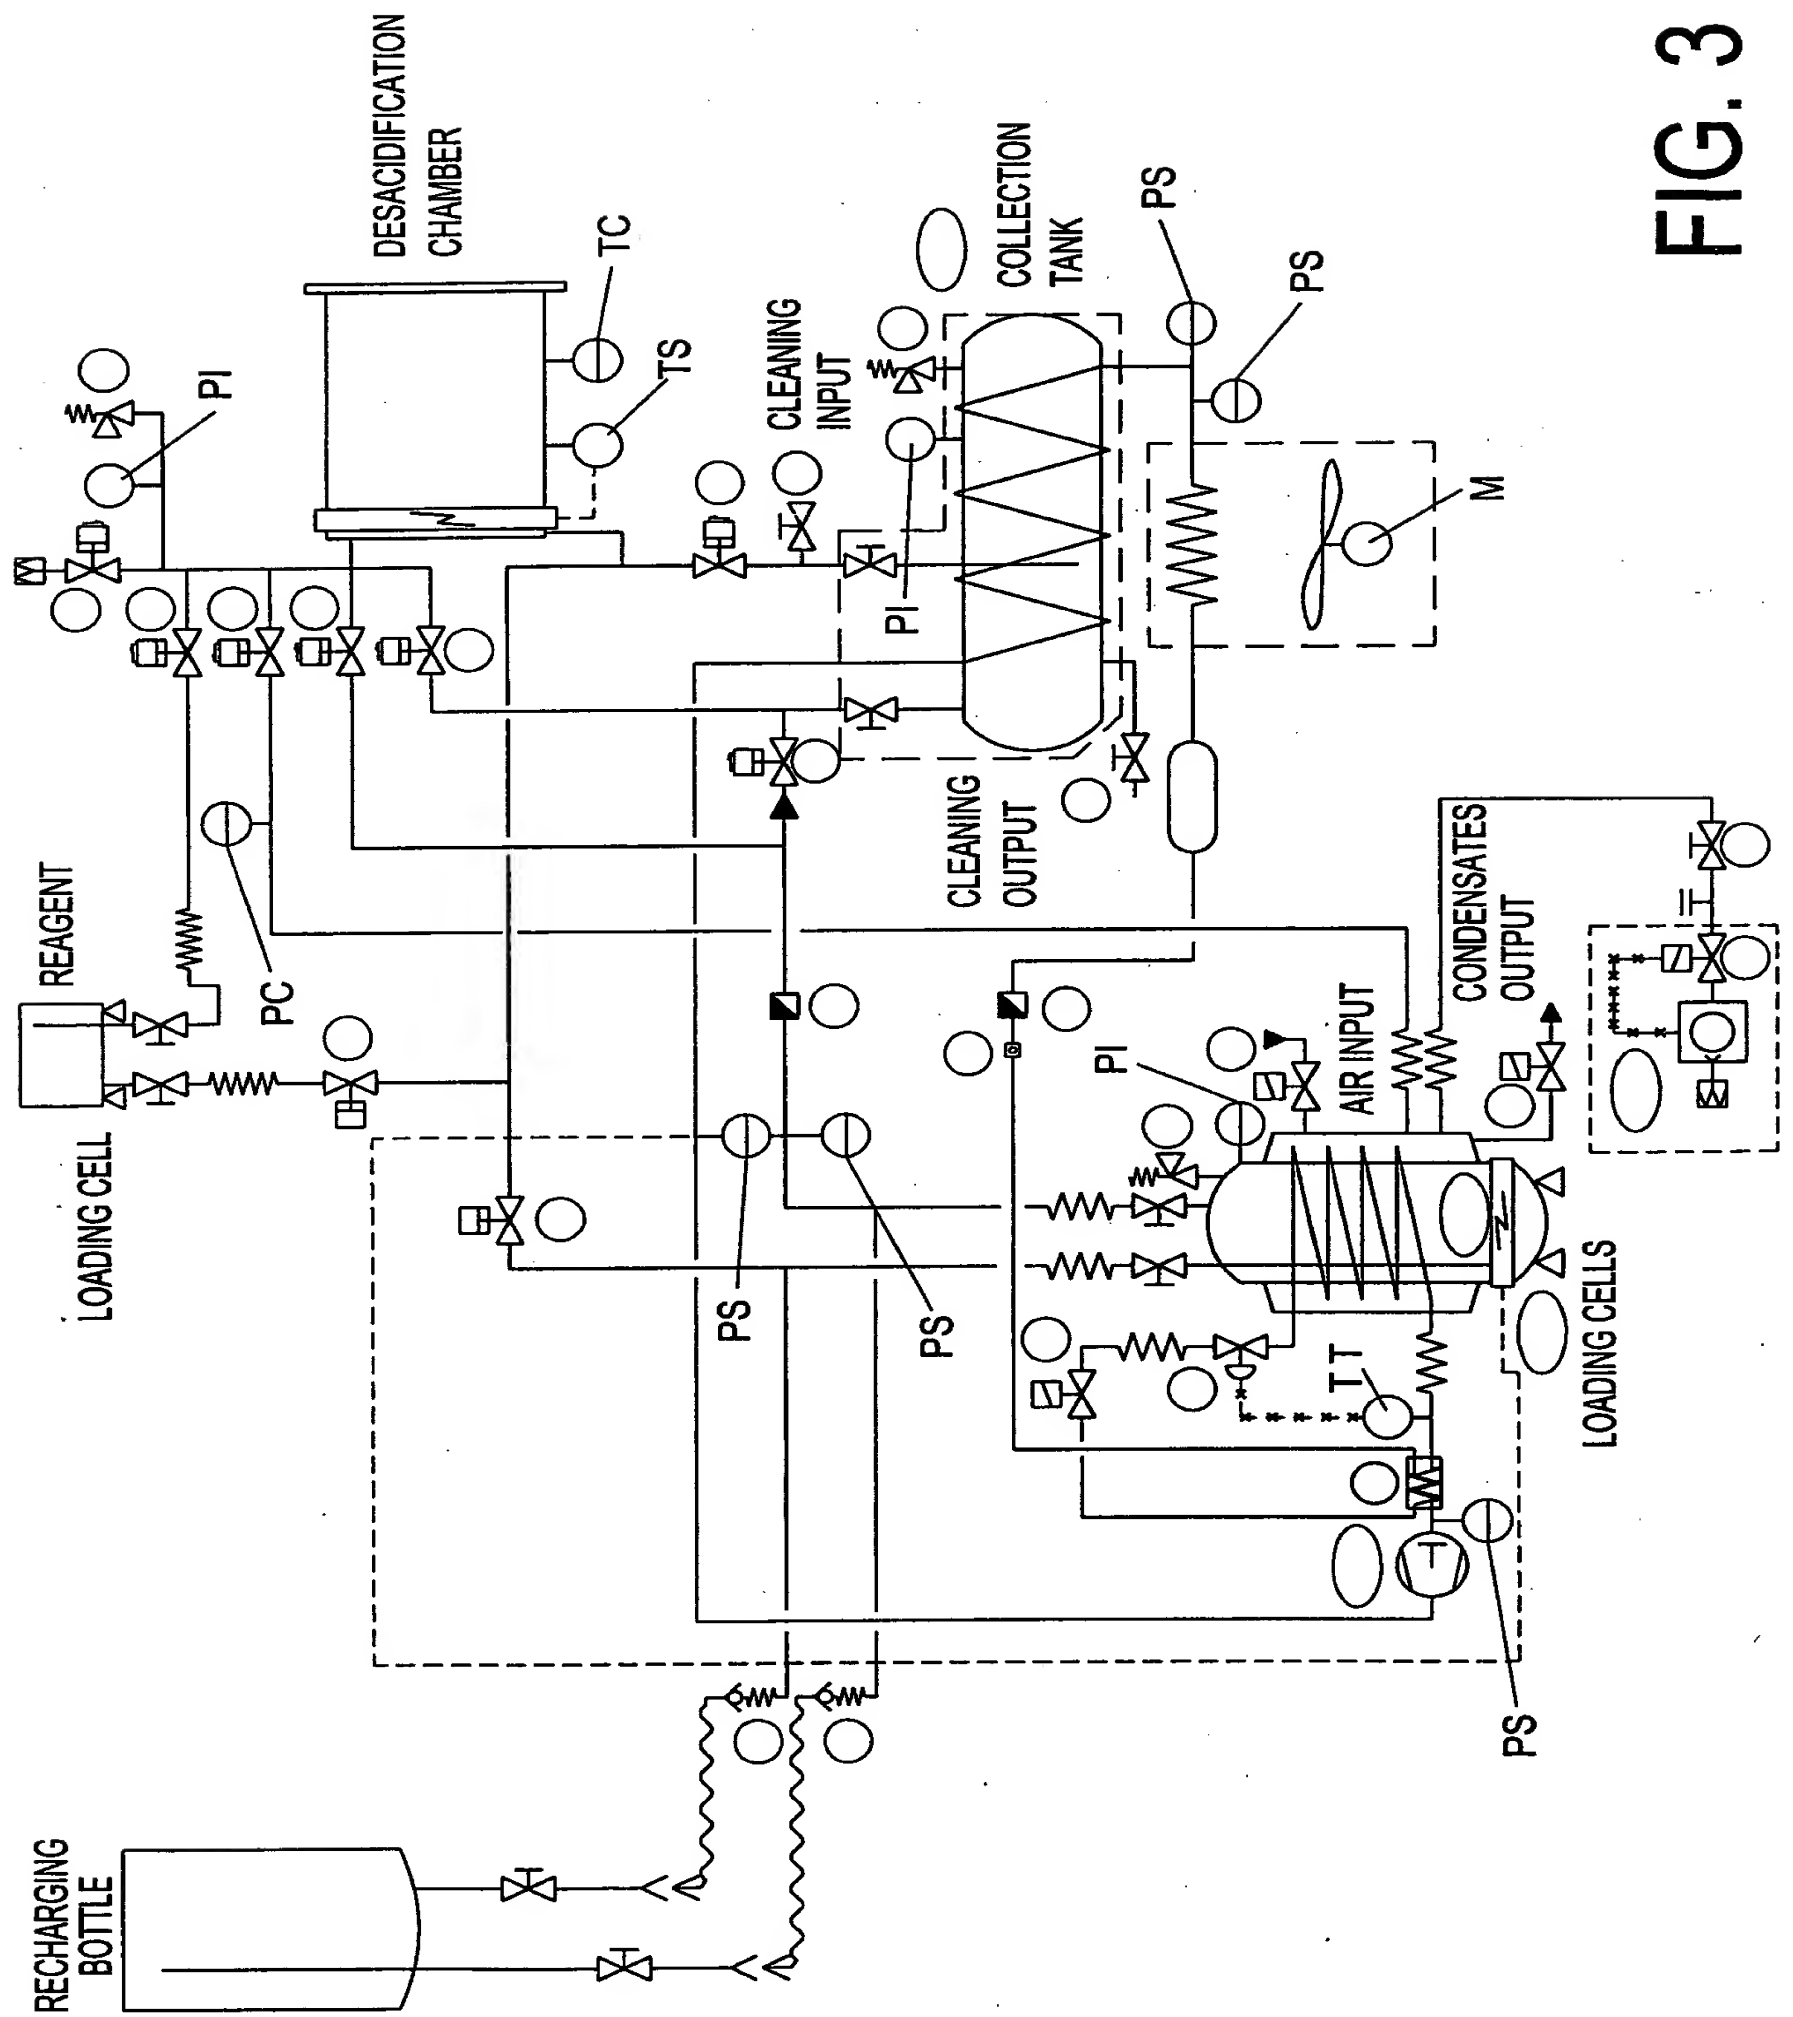 RECHARGING
BOTTLE
LOADING CELL
REAGENT
PC
PI
DESACIDIFICATION
CHAMBER
TC
TS
CLEANING
INPUT
PI
COLLECTION
TANK
PS
PS
M
CLEANING
OUTPUT
PS
PS
PI
AIR INPUT
CONDENSATES
OUTPUT
TT
LOADING CELLS
PS
FIG. 3